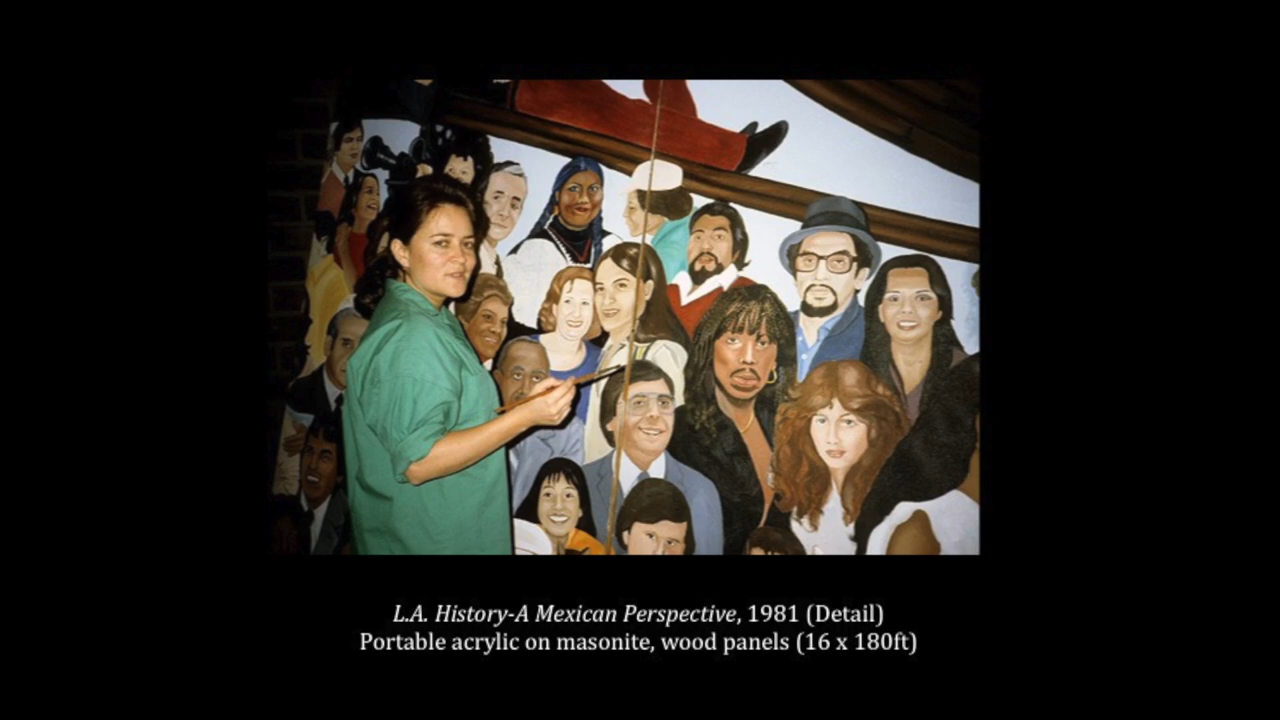 L.A. History-A Mexican Perspective, 1981 (Detail)
Portable acrylic on masonite, wood panels (16 x 180ft)